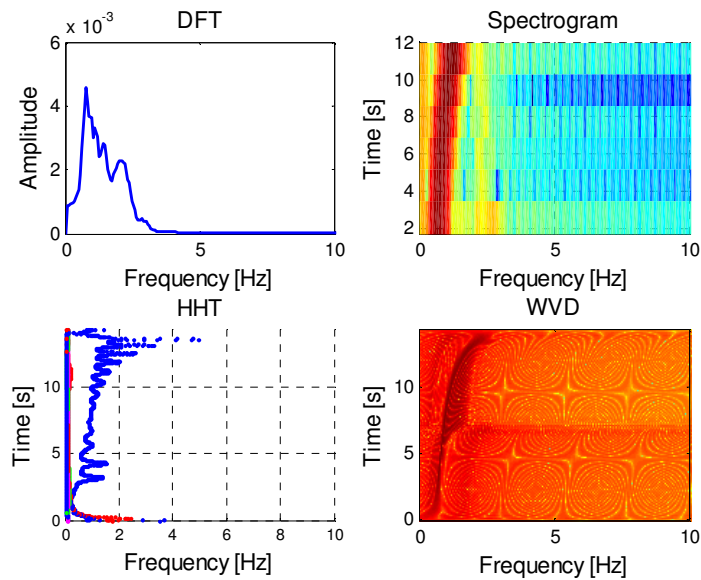 DFT
x 10⁻³
6
4
2
0
0 5 10
Amplitude
Frequency [Hz]
Spectrogram
12
10
8
6
4
2
0 5 10
Time [s]
Frequency [Hz]
HHT
10
5
0
0 2 4 6 8 10
Time [s]
Frequency [Hz]
WVD
10
5
0
0 5 10
Time [s]
Frequency [Hz]